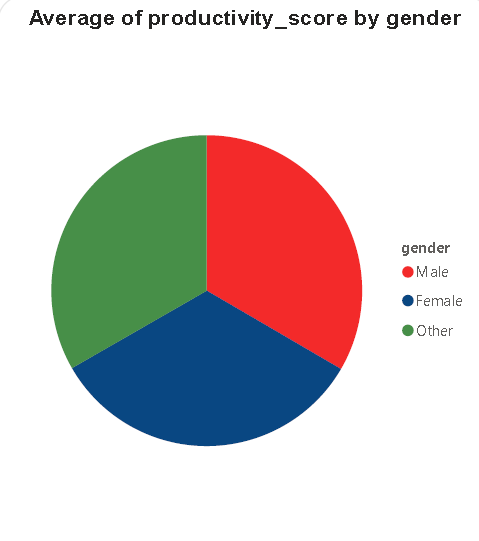 Average of productivity_score by gender
gender
Male
Female
Other